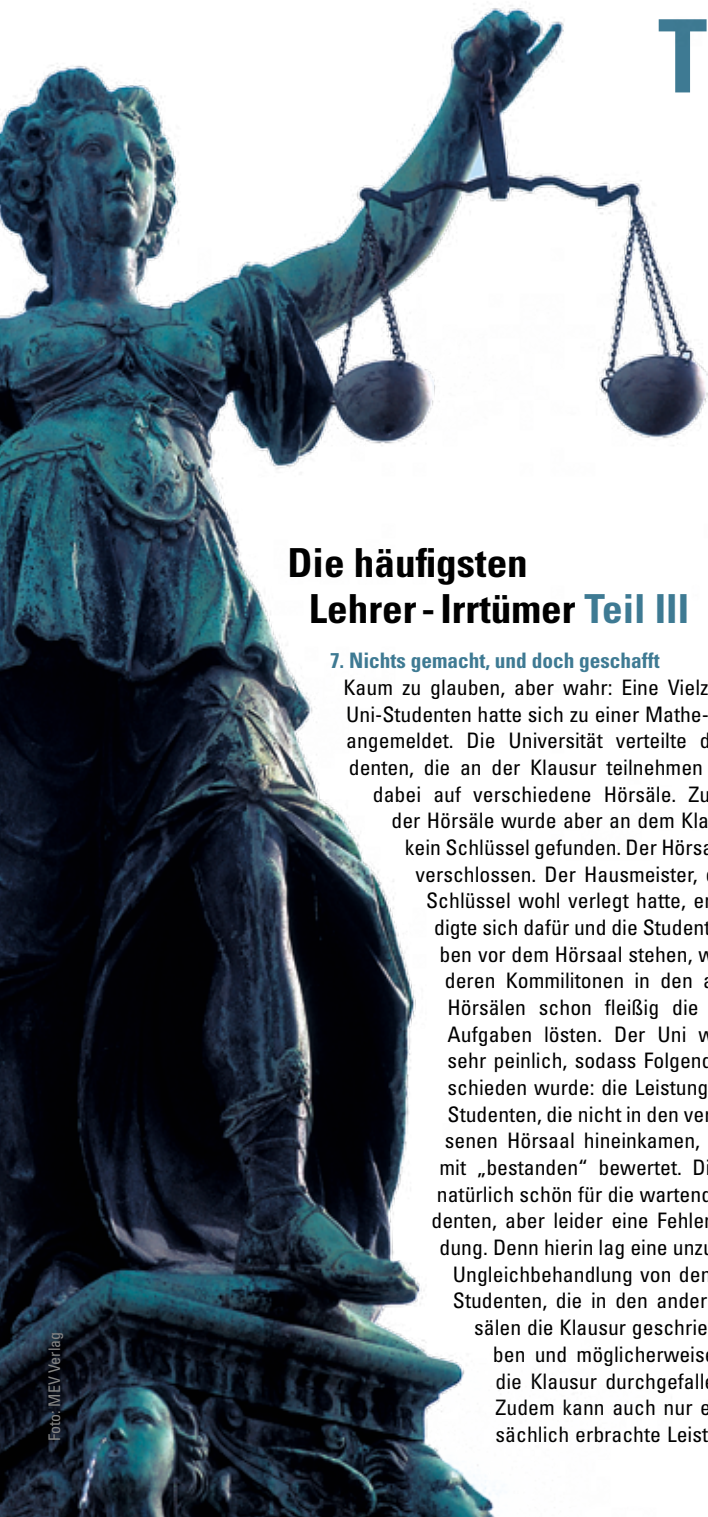 T
Die häufigsten
Lehrer - Irrtümer Teil III
7. Nichts gemacht, und doch geschafft
Kaum zu glauben, aber wahr: Eine Vielz
Uni-Studenten hatte sich zu einer Mathe-
angemeldet. Die Universität verteilte d
denten, die an der Klausur teilnehmen
dabei auf verschiedene Hörsäle. Zu
der Hörsäle wurde aber an dem Kla
kein Schlüssel gefunden. Der Hörsa
verschlossen. Der Hausmeister, d
Schlüssel wohl verlegt hatte, en
digte sich dafür und die Student
ben vor dem Hörsaal stehen, w
deren Kommilitonen in den a
Hörsälen schon fleißig die
Aufgaben lösten. Der Uni w
sehr peinlich, sodass Folgend
schieden wurde: die Leistung
Studenten, die nicht in den ver
senen Hörsaal hineinkamen,
mit „bestanden“ bewertet. Di
natürlich schön für die wartend
denten, aber leider eine Fehler
dung. Denn hierin lag eine unzu
Ungleichbehandlung von den
Studenten, die in den ander
sälen die Klausur geschrie
ben und möglicherweise
die Klausur durchgefalle
Zudem kann auch nur e
sächlich erbrachte Leist
Foto: MEV Verlag